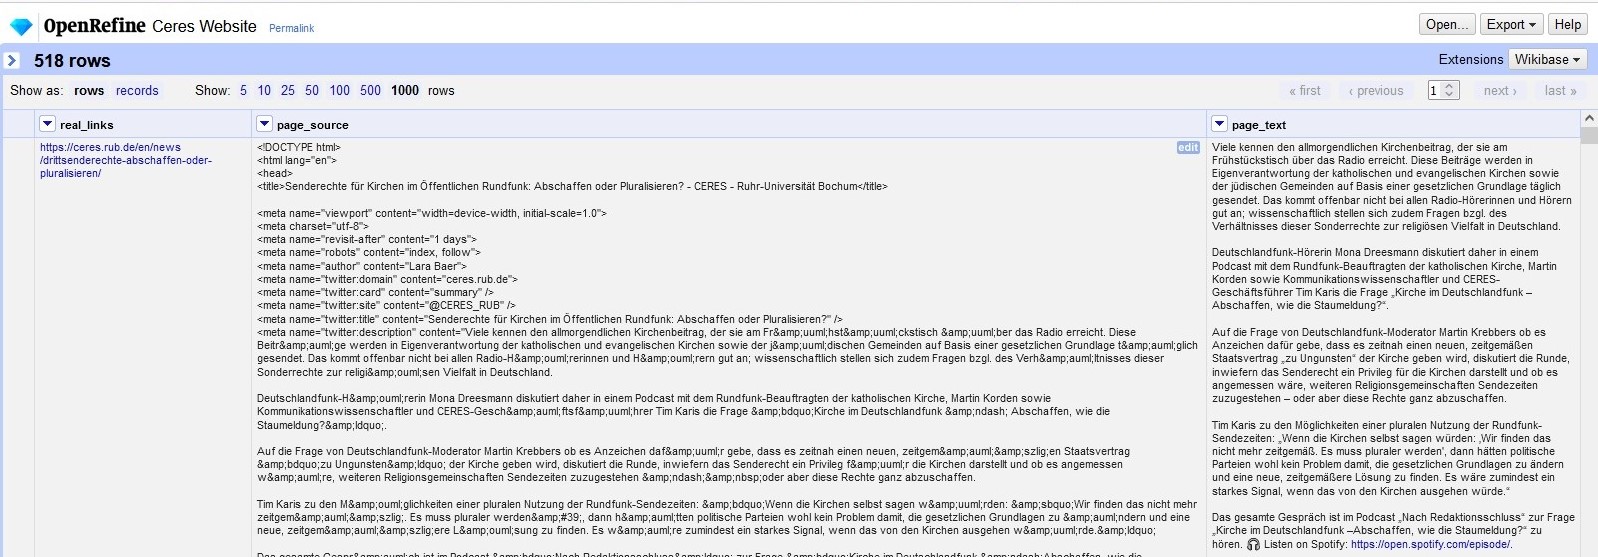 OpenRefine Ceres Website Permalink Open... Export Help
518 rows Extensions Wikibase
Show as: rows records Show: 5 10 25 50 100 500 1000 rows « first ‹ previous 1 next › last »
real_links page_source page_text
https://ceres.rub.de/en/news
/drittsenderechte-abschaffen-oder-
pluralisieren/
edit
<!DOCTYPE html>
<html lang="en">
<head>
<title>Senderechte für Kirchen im Öffentlichen Rundfunk: Abschaffen oder Pluralisieren? - CERES - Ruhr-Universität Bochum</title>
<meta name="viewport" content="width=device-width, initial-scale=1.0">
<meta charset="utf-8">
<meta name="revisit-after" content="1 days">
<meta name="robots" content="index, follow">
<meta name="author" content="Lara Baer">
<meta name="twitter:domain" content="ceres.rub.de">
<meta name="twitter:card" content="summary" />
<meta name="twitter:site" content="@CERES_RUB" />
<meta name="twitter:title" content="Senderechte für Kirchen im Öffentlichen Rundfunk: Abschaffen oder Pluralisieren?" />
<meta name="twitter:description" content="Viele kennen den allmorgendlichen Kirchenbeitrag, der sie am Fr&amp;uuml;hst&amp;uuml;ckstisch &amp;uuml;ber das Radio erreicht. Diese
Beitr&amp;auml;ge werden in Eigenverantwortung der katholischen und evangelischen Kirchen sowie der j&amp;uuml;dischen Gemeinden auf Basis einer gesetzlichen Grundlage t&amp;auml;glich
gesendet. Das kommt offenbar nicht bei allen Radio-H&amp;ouml;rerinnen und H&amp;ouml;rern gut an; wissenschaftlich stellen sich zudem Fragen bzgl. des Verh&amp;auml;ltnisses dieser
Sonderrechte zur religi&amp;ouml;sen Vielfalt in Deutschland.
Deutschlandfunk-H&amp;ouml;rerin Mona Dreesmann diskutiert daher in einem Podcast mit dem Rundfunk-Beauftragten der katholischen Kirche, Martin Korden sowie
Kommunikationswissenschaftler und CERES-Gesch&amp;auml;ftsf&amp;uuml;hrer Tim Karis die Frage &amp;bdquo;Kirche im Deutschlandfunk &amp;ndash; Abschaffen, wie die
Staumeldung?&amp;ldquo;.
Auf die Frage von Deutschlandfunk-Moderator Martin Krebbers ob es Anzeichen daf&amp;uuml;r gebe, dass es zeitnah einen neuen, zeitgem&amp;auml;&amp;szlig;en Staatsvertrag
&amp;bdquo;zu Ungunsten&amp;ldquo; der Kirche geben wird, diskutiert die Runde, inwiefern das Senderecht ein Privileg f&amp;uuml;r die Kirchen darstellt und ob es angemessen
w&amp;auml;re, weiteren Religionsgemeinschaften Sendezeiten zuzugestehen &amp;ndash;&amp;nbsp;oder aber diese Rechte ganz abzuschaffen.
Tim Karis zu den M&amp;ouml;glichkeiten einer pluralen Nutzung der Rundfunk-Sendezeiten: &amp;bdquo;Wenn die Kirchen selbst sagen w&amp;uuml;rden: &amp;sbquo;Wir finden das nicht mehr
zeitgem&amp;auml;&amp;szlig;. Es muss pluraler werden&amp;#39;, dann h&amp;auml;tten politische Parteien wohl kein Problem damit, die gesetzlichen Grundlagen zu &amp;auml;ndern und eine
neue, zeitgem&amp;auml;&amp;szlig;ere L&amp;ouml;sung zu finden. Es w&amp;auml;re zumindest ein starkes Signal, wenn das von den Kirchen ausgehen w&amp;uuml;rde.&amp;ldquo;
Das gesamte Gespr&amp;auml;ch ist im Podcast &amp;bdquo;Nach Redaktionsschluss&amp;ldquo; zur Frage &amp;bdquo;Kirche im Deutschlandfunk &amp;ndash;Abschaffen, wie die
Viele kennen den allmorgendlichen Kirchenbeitrag, der sie am
Frühstückstisch über das Radio erreicht. Diese Beiträge werden in
Eigenverantwortung der katholischen und evangelischen Kirchen sowie
der jüdischen Gemeinden auf Basis einer gesetzlichen Grundlage täglich
gesendet. Das kommt offenbar nicht bei allen Radio-Hörerinnen und Hörern
gut an; wissenschaftlich stellen sich zudem Fragen bzgl. des
Verhältnisses dieser Sonderrechte zur religiösen Vielfalt in Deutschland.
Deutschlandfunk-Hörerin Mona Dreesmann diskutiert daher in einem
Podcast mit dem Rundfunk-Beauftragten der katholischen Kirche, Martin
Korden sowie Kommunikationswissenschaftler und CERES-
Geschäftsführer Tim Karis die Frage „Kirche im Deutschlandfunk –
Abschaffen, wie die Staumeldung?“.
Auf die Frage von Deutschlandfunk-Moderator Martin Krebbers ob es
Anzeichen dafür gebe, dass es zeitnah einen neuen, zeitgemäßen
Staatsvertrag „zu Ungunsten“ der Kirche geben wird, diskutiert die Runde,
inwiefern das Senderecht ein Privileg für die Kirchen darstellt und ob es
angemessen wäre, weiteren Religionsgemeinschaften Sendezeiten
zuzugestehen – oder aber diese Rechte ganz abzuschaffen.
Tim Karis zu den Möglichkeiten einer pluralen Nutzung der Rundfunk-
Sendezeiten: „Wenn die Kirchen selbst sagen würden: ‚Wir finden das
nicht mehr zeitgemäß. Es muss pluraler werden', dann hätten politische
Parteien wohl kein Problem damit, die gesetzlichen Grundlagen zu ändern
und eine neue, zeitgemäßere Lösung zu finden. Es wäre zumindest ein
starkes Signal, wenn das von den Kirchen ausgehen würde.“
Das gesamte Gespräch ist im Podcast „Nach Redaktionsschluss“ zur Frage
„Kirche im Deutschlandfunk –Abschaffen, wie die Staumeldung?“ zu
hören. 🎧 Listen on Spotify: https://open.spotify.com/episode/.